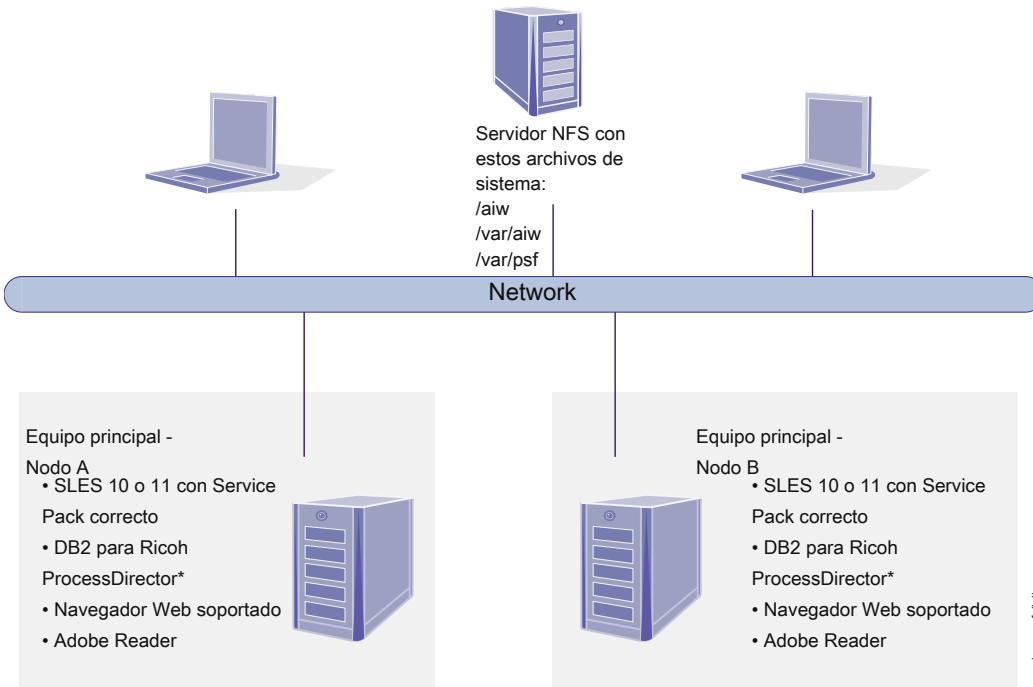 Servidor NFS con
estos archivos de
sistema:
/aiw
/var/aiw
/var/psf
Network
Equipo principal -
Nodo A
• SLES 10 o 11 con Service
Pack correcto
• DB2 para Ricoh
ProcessDirector*
• Navegador Web soportado
• Adobe Reader
Equipo principal -
Nodo B
• SLES 10 o 11 con Service
Pack correcto
• DB2 para Ricoh
ProcessDirector*
• Navegador Web soportado
• Adobe Reader